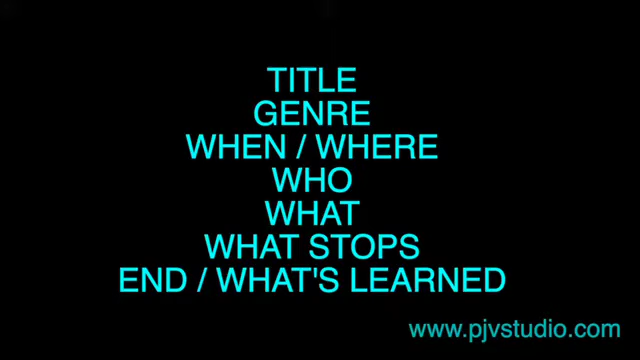 TITLE
GENRE
WHEN / WHERE
WHO
WHAT
WHAT STOPS
END / WHAT'S LEARNED
www.pjvstudio.com